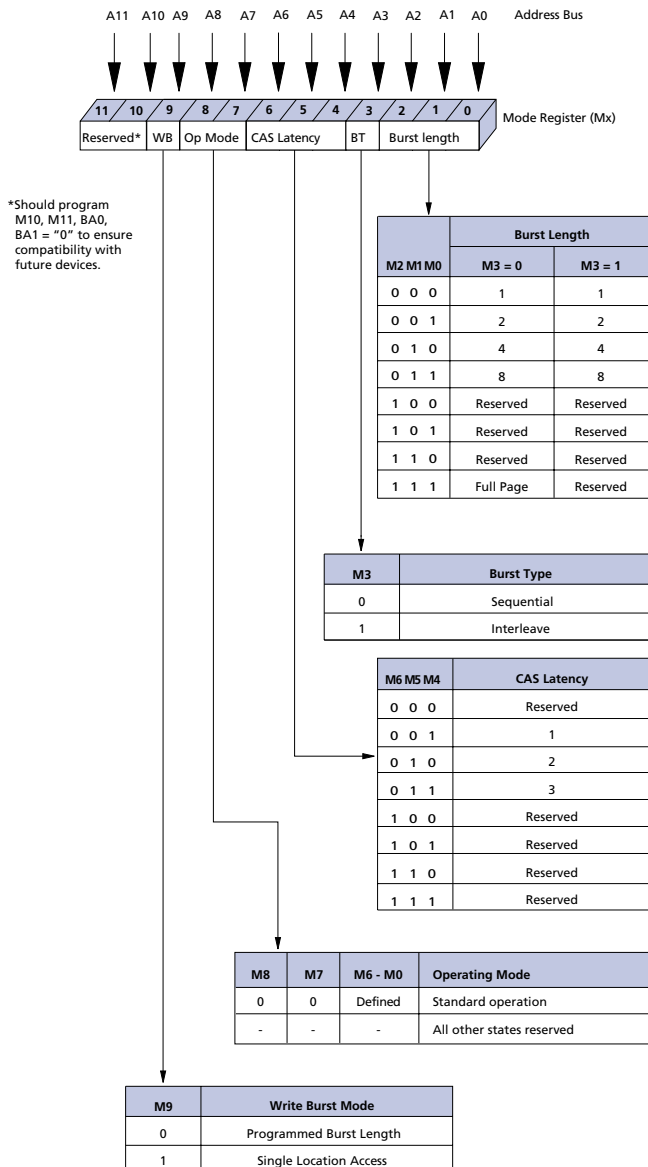 A11 A10 A9 A8 A7 A6 A5 A4 A3 A2 A1 A0 Address Bus
11 10 9 8 7 6 5 4 3 2 1 0
Mode Register (Mx)
Reserved* WB Op Mode CAS Latency BT Burst length
*Should program
M10, M11, BA0,
BA1 = “0” to ensure
compatibility with
future devices.
Burst Length
M2 M1 M0 M3 = 0 M3 = 1
0 0 0 1 1
0 0 1 2 2
0 1 0 4 4
0 1 1 8 8
1 0 0 Reserved Reserved
1 0 1 Reserved Reserved
1 1 0 Reserved Reserved
1 1 1 Full Page Reserved
M3 Burst Type
0 Sequential
1 Interleave
M6 M5 M4 CAS Latency
0 0 0 Reserved
0 0 1 1
0 1 0 2
0 1 1 3
1 0 0 Reserved
1 0 1 Reserved
1 1 0 Reserved
1 1 1 Reserved
M8 M7 M6 - M0 Operating Mode
0 0 Defined Standard operation
- - - All other states reserved
M9 Write Burst Mode
0 Programmed Burst Length
1 Single Location Access